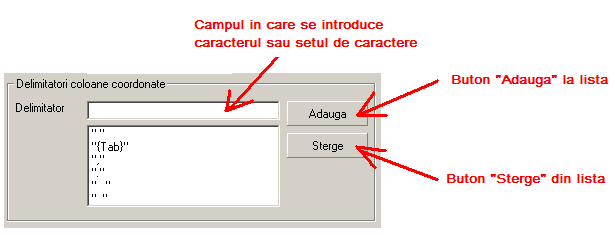 Campul in care se introduce
caracterul sau setul de caractere
Delimitatori coloane coordonate
Delimitator
Adauga
Buton "Adauga" la lista
" "
"{Tab}"
","
";"
"  "
"  "
Sterge
Buton "Sterge" din lista